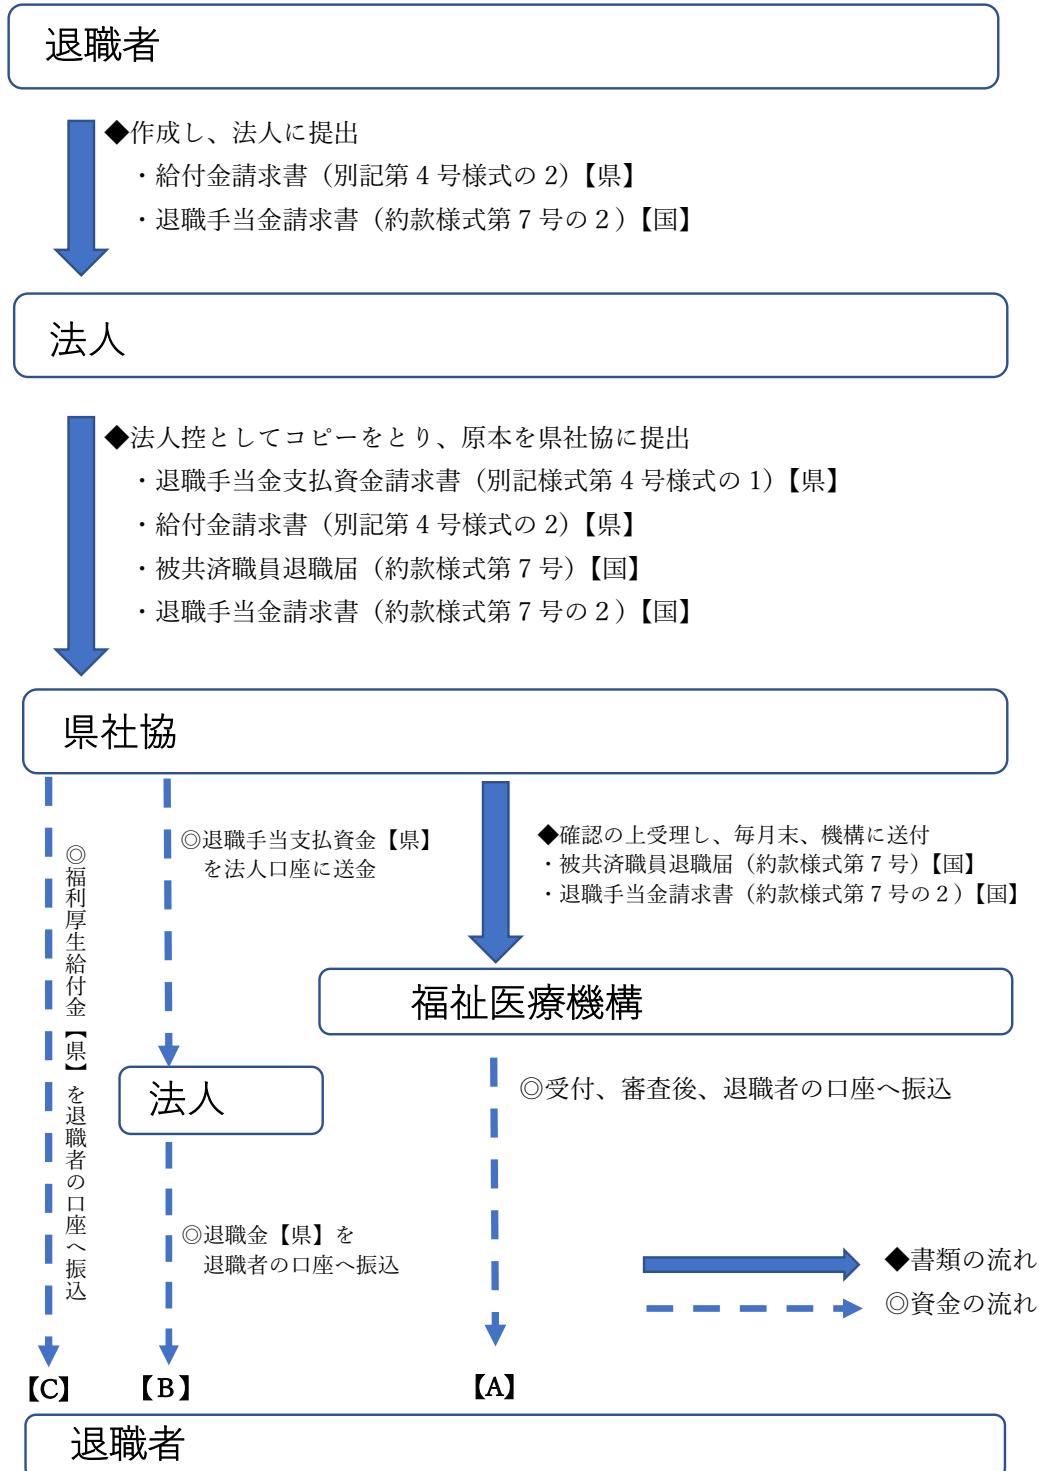 退職者
◆作成し、法人に提出
・給付金請求書（別記第４号様式の 2）【県】
・退職手当金請求書（約款様式第７号の２）【国】
法人
◆法人控としてコピーをとり、原本を県社協に提出
・退職手当金支払資金請求書（別記様式第４号様式の 1）【県】
・給付金請求書（別記第４号様式の 2）【県】
・被共済職員退職届（約款様式第７号）【国】
・退職手当金請求書（約款様式第７号の２）【国】
県社協
◎福利厚生給付金【県】を退職者の口座へ振込
◎退職手当支払資金【県】
を法人口座に送金
◆確認の上受理し、毎月末、機構に送付
・被共済職員退職届（約款様式第７号）【国】
・退職手当金請求書（約款様式第７号の２）【国】
福祉医療機構
法人
◎受付、審査後、退職者の口座へ振込
◎退職金【県】を
退職者の口座へ振込
◆書類の流れ
◎資金の流れ
【C】
【Ｂ】
【A】
退職者